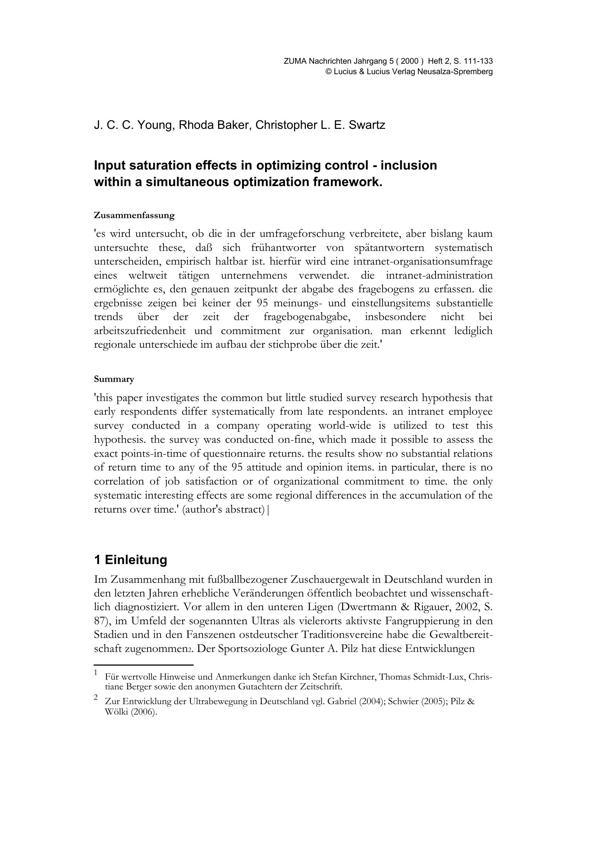 ZUMA Nachrichten Jahrgang 5 ( 2000 ) Heft 2, S. 111-133
© Lucius & Lucius Verlag Neusalza-Spremberg
J. C. C. Young, Rhoda Baker, Christopher L. E. Swartz
Input saturation effects in optimizing control - inclusion
within a simultaneous optimization framework.
Zusammenfassung
'es wird untersucht, ob die in der umfrageforschung verbreitete, aber bislang kaum
untersuchte these, daß sich frühantworter von spätantwortern systematisch
unterscheiden, empirisch haltbar ist. hierfür wird eine intranet-organisationsumfrage
eines weltweit tätigen unternehmens verwendet. die intranet-administration
ermöglichte es, den genauen zeitpunkt der abgabe des fragebogens zu erfassen. die
ergebnisse zeigen bei keiner der 95 meinungs- und einstellungsitems substantielle
trends über der zeit der fragebogenabgabe, insbesondere nicht bei
arbeitszufriedenheit und commitment zur organisation. man erkennt lediglich
regionale unterschiede im aufbau der stichprobe über die zeit.'
Summary
'this paper investigates the common but little studied survey research hypothesis that
early respondents differ systematically from late respondents. an intranet employee
survey conducted in a company operating world-wide is utilized to test this
hypothesis. the survey was conducted on-fine, which made it possible to assess the
exact points-in-time of questionnaire returns. the results show no substantial relations
of return time to any of the 95 attitude and opinion items. in particular, there is no
correlation of job satisfaction or of organizational commitment to time. the only
systematic interesting effects are some regional differences in the accumulation of the
returns over time.' (author's abstract)|
1 Einleitung
Im Zusammenhang mit fußballbezogener Zuschauergewalt in Deutschland wurden in
den letzten Jahren erhebliche Veränderungen öffentlich beobachtet und wissenschaft-
lich diagnostiziert. Vor allem in den unteren Ligen (Dwertmann & Rigauer, 2002, S.
87), im Umfeld der sogenannten Ultras als vielerorts aktivste Fangruppierung in den
Stadien und in den Fanszenen ostdeutscher Traditionsvereine habe die Gewaltbereit-
schaft zugenommen2. Der Sportsoziologe Gunter A. Pilz hat diese Entwicklungen
1 Für wertvolle Hinweise und Anmerkungen danke ich Stefan Kirchner, Thomas Schmidt-Lux, Chris-
tiane Berger sowie den anonymen Gutachtern der Zeitschrift.
2 Zur Entwicklung der Ultrabewegung in Deutschland vgl. Gabriel (2004); Schwier (2005); Pilz &
Wölki (2006).